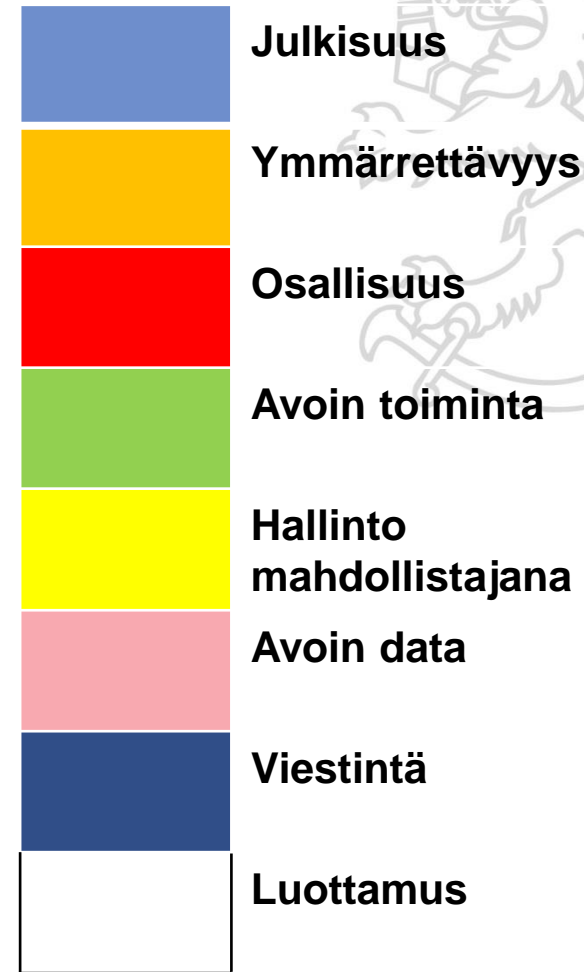 Julkisuus
Ymmärrettävyys
Osallisuus
Avoin toiminta
Hallinto
mahdollistajana
Avoin data
Viestintä
Luottamus